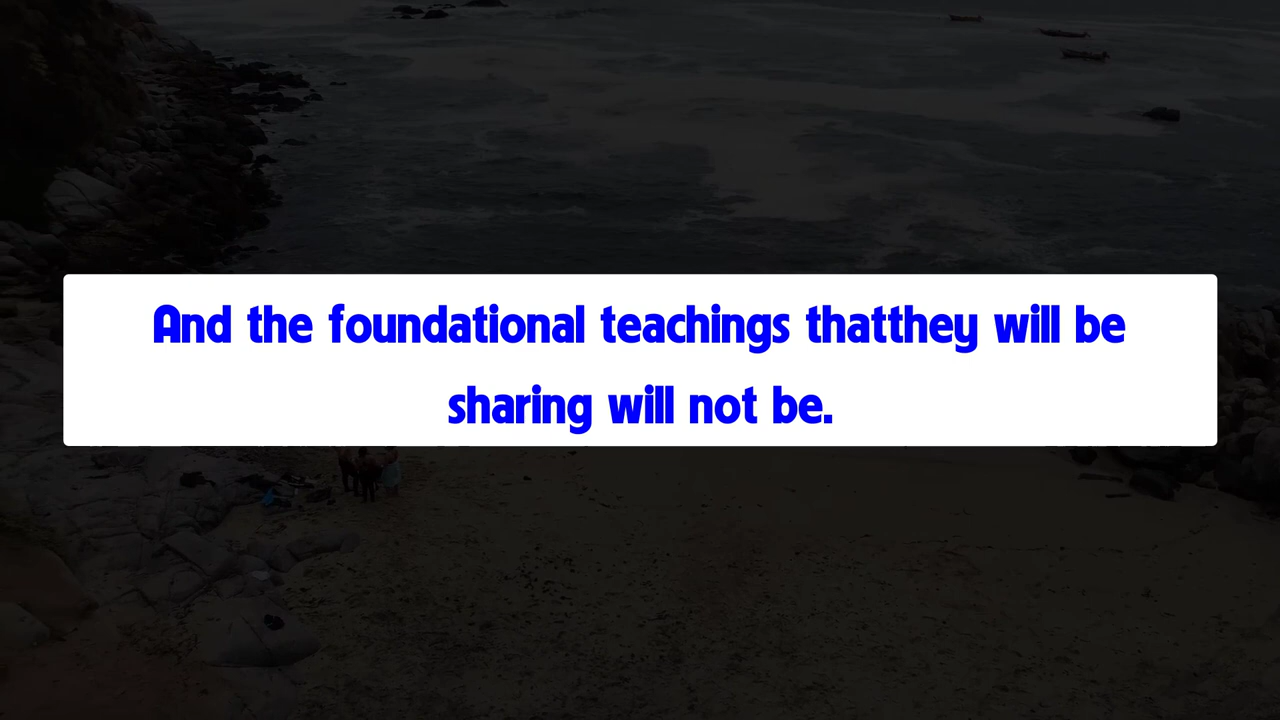 And the foundational teachings thatthey will be
sharing will not be.